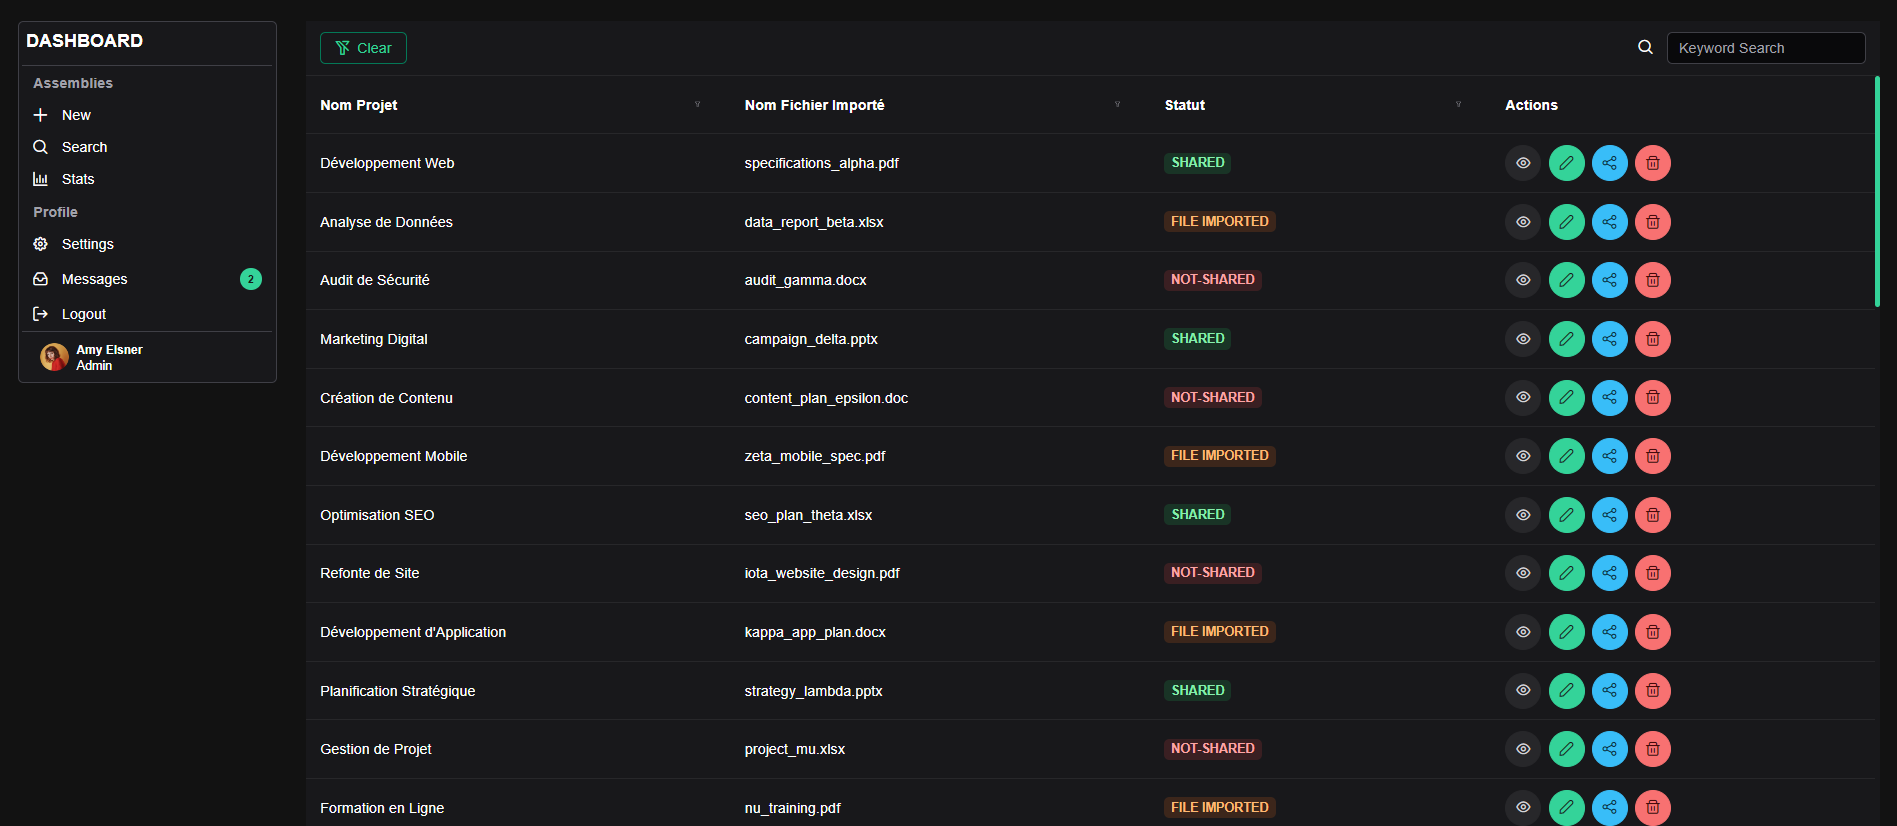 DASHBOARD
Assemblies
New
Search
Stats
Profile
Settings
Messages 2
Logout
Amy Elsner
Admin
Clear
Keyword Search
Nom Projet Nom Fichier Importé Statut Actions
Développement Web specifications_alpha.pdf SHARED
Analyse de Données data_report_beta.xlsx FILE IMPORTED
Audit de Sécurité audit_gamma.docx NOT-SHARED
Marketing Digital campaign_delta.pptx SHARED
Création de Contenu content_plan_epsilon.doc NOT-SHARED
Développement Mobile zeta_mobile_spec.pdf FILE IMPORTED
Optimisation SEO seo_plan_theta.xlsx SHARED
Refonte de Site iota_website_design.pdf NOT-SHARED
Développement d'Application kappa_app_plan.docx FILE IMPORTED
Planification Stratégique strategy_lambda.pptx SHARED
Gestion de Projet project_mu.xlsx NOT-SHARED
Formation en Ligne nu_training.pdf FILE IMPORTED